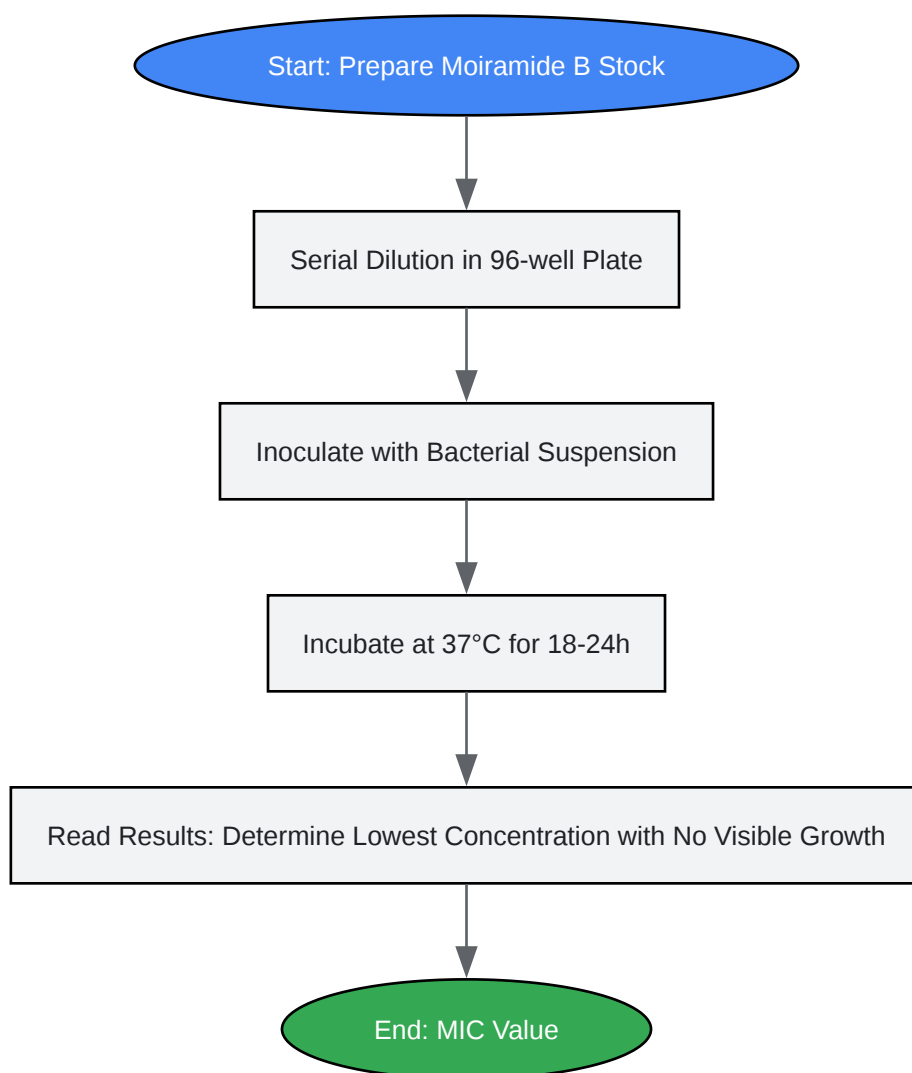 Start: Prepare Moiramide B Stock
Serial Dilution in 96-well Plate
Inoculate with Bacterial Suspension
Incubate at 37°C for 18-24h
Read Results: Determine Lowest Concentration with No Visible Growth
End: MIC Value